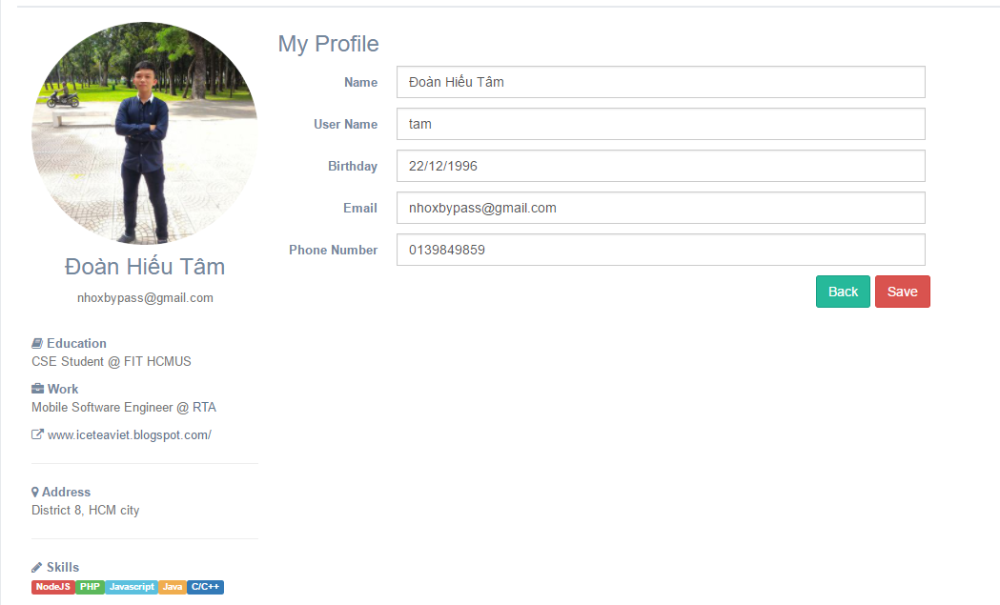 My Profile
Name
Đoàn Hiếu Tâm
User Name
tam
Birthday
22/12/1996
Email
nhoxbypass@gmail.com
Phone Number
0139849859
Back Save
Đoàn Hiếu Tâm
nhoxbypass@gmail.com
Education
CSE Student @ FIT HCMUS
Work
Mobile Software Engineer @ RTA
www.iceteaviet.blogspot.com/
Address
District 8, HCM city
Skills
NodeJS PHP Javascript Java C/C++